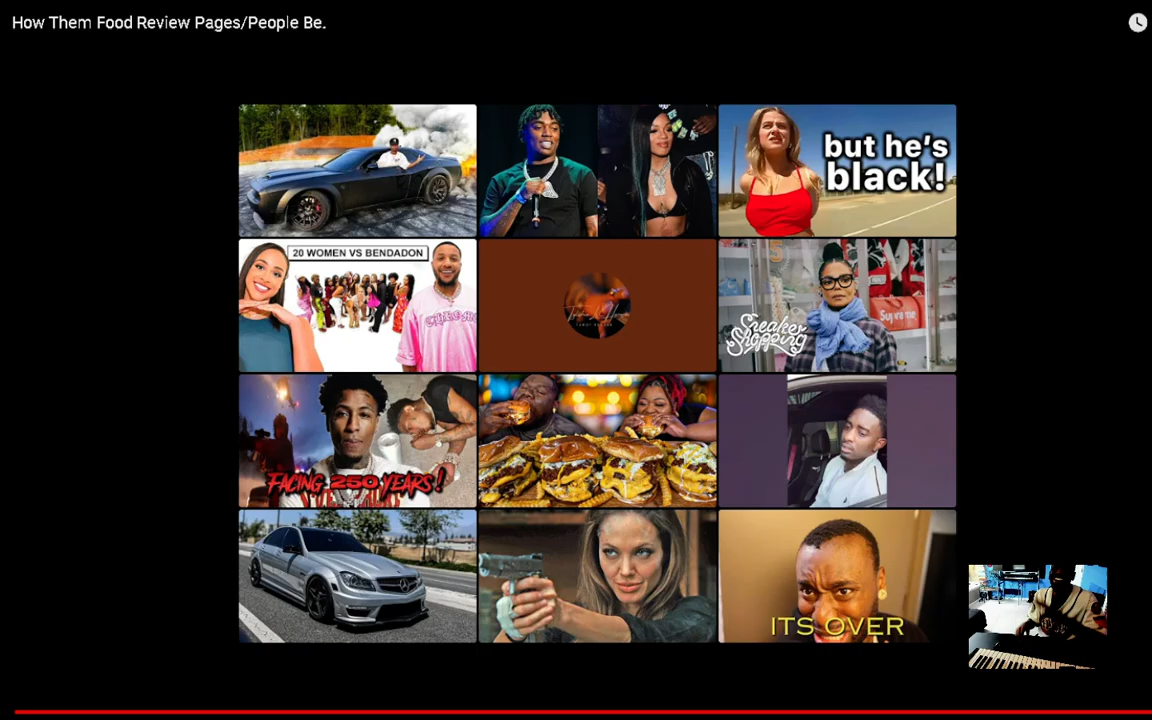 How Them Food Review Pages/People Be.
but he's
black!
20 WOMEN VS BENDADON
Sneaker
Shopping
Supreme
FACING 250 YEARS!
ITS OVER